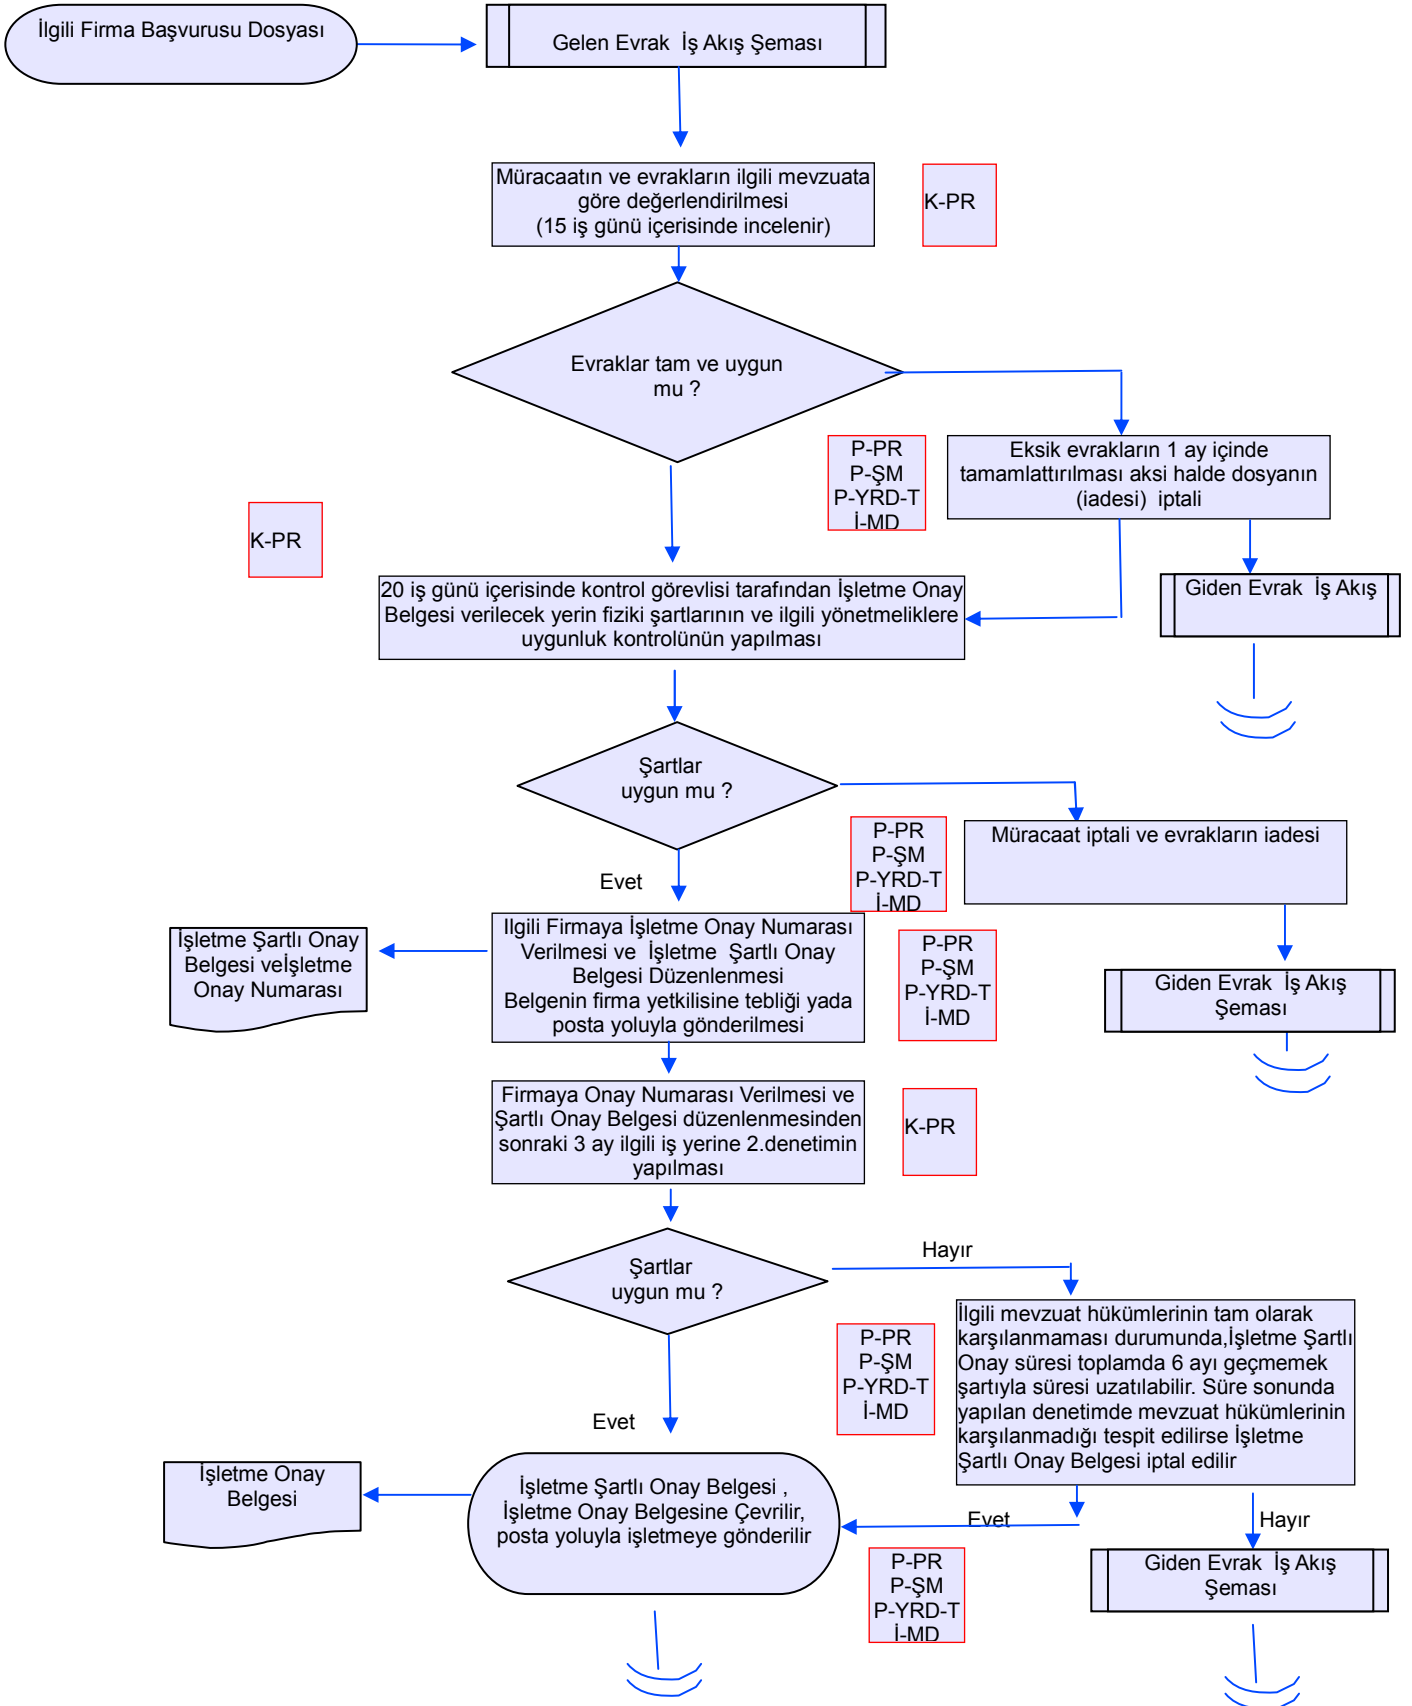 İlgili Firma Başvurusu Dosyası
Gelen Evrak İş Akış Şeması
Müracaatın ve evrakların ilgili mevzuata
göre değerlendirilmesi
(15 iş günü içerisinde incelenir)
K-PR
Evraklar tam ve uygun
mu ?
P-PR
P-ŞM
P-YRD-T
İ-MD
Eksik evrakların 1 ay içinde
tamamlattırılması aksi halde dosyanın
(iadesi) iptali
K-PR
20 iş günü içerisinde kontrol görevlisi tarafından İşletme Onay
Belgesi verilecek yerin fiziki şartlarının ve ilgili yönetmeliklere
uygunluk kontrolünün yapılması
Giden Evrak İş Akış
Şartlar
uygun mu ?
P-PR
P-ŞM
P-YRD-T
İ-MD
Müracaat iptali ve evrakların iadesi
Evet
İşletme Şartlı Onay
Belgesi veİşletme
Onay Numarası
Ilgili Firmaya İşletme Onay Numarası
Verilmesi ve İşletme Şartlı Onay
Belgesi Düzenlenmesi
Belgenin firma yetkilisine tebliği yada
posta yoluyla gönderilmesi
P-PR
P-ŞM
P-YRD-T
İ-MD
Giden Evrak İş Akış
Şeması
Firmaya Onay Numarası Verilmesi ve
Şartlı Onay Belgesi düzenlenmesinden
sonraki 3 ay ilgili iş yerine 2.denetimin
yapılması
K-PR
Şartlar
uygun mu ?
Hayır
P-PR
P-ŞM
P-YRD-T
İ-MD
İlgili mevzuat hükümlerinin tam olarak
karşılanmaması durumunda,İşletme Şartlı
Onay süresi toplamda 6 ayı geçmemek
şartıyla süresi uzatılabilir. Süre sonunda
yapılan denetimde mevzuat hükümlerinin
karşılanmadığı tespit edilirse İşletme
Şartlı Onay Belgesi iptal edilir
Evet
İşletme Onay
Belgesi
İşletme Şartlı Onay Belgesi ,
İşletme Onay Belgesine Çevrilir,
posta yoluyla işletmeye gönderilir
Evet
Hayır
P-PR
P-ŞM
P-YRD-T
İ-MD
Giden Evrak İş Akış
Şeması